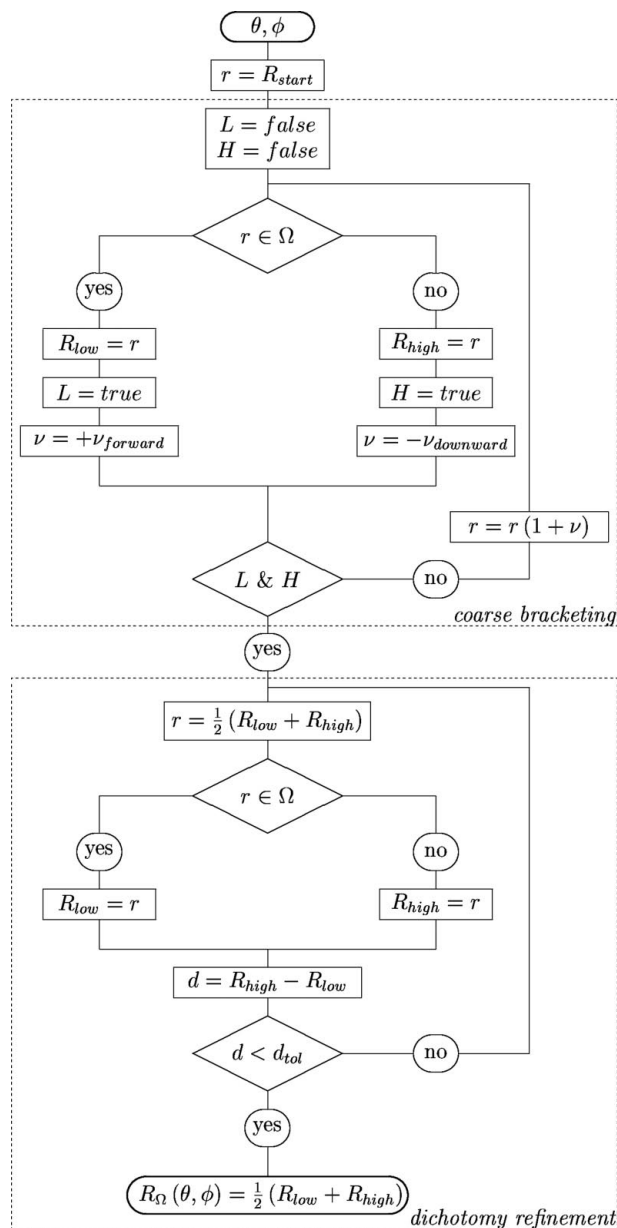 θ, ϕ
r = R_start
L = false
H = false
r ∈ Ω
yes
no
R_low = r
R_high = r
L = true
H = true
ν = +ν_forward
ν = −ν_downward
r = r (1 + ν)
L & H
no
coarse bracketing
yes
r = ½ (R_low + R_high)
r ∈ Ω
yes
no
R_low = r
R_high = r
d = R_high − R_low
d < d_tol
no
yes
R_Ω (θ, ϕ) = ½ (R_low + R_high)
dichotomy refinement